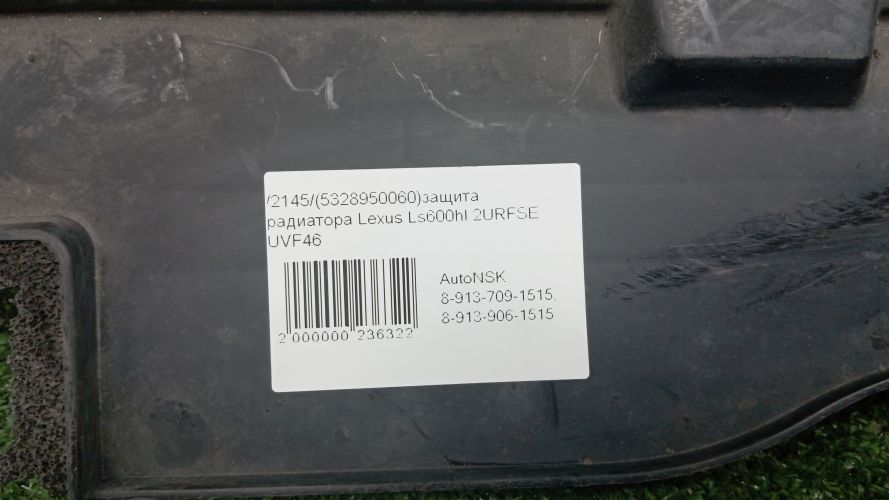 /2145/(5328950060)защита
радиатора Lexus Ls600hl 2URFSE
UVF46
AutoNSK
8-913-709-1515,
8-913-906-1515
2 000000 236322